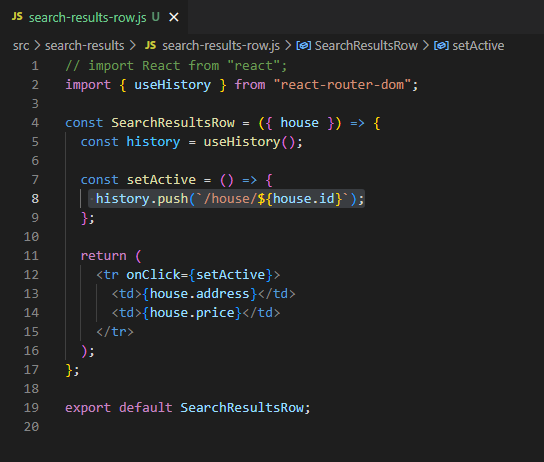 JS search-results-row.js U ×
src > search-results > JS search-results-row.js > SearchResultsRow > setActive
1 // import React from "react";
2 import { useHistory } from "react-router-dom";
3
4 const SearchResultsRow = ({ house }) => {
5   const history = useHistory();
6
7   const setActive = () => {
8     history.push(`/house/${house.id}`);
9   };
10
11   return (
12     <tr onClick={setActive}>
13       <td>{house.address}</td>
14       <td>{house.price}</td>
15     </tr>
16   );
17 };
18
19 export default SearchResultsRow;
20